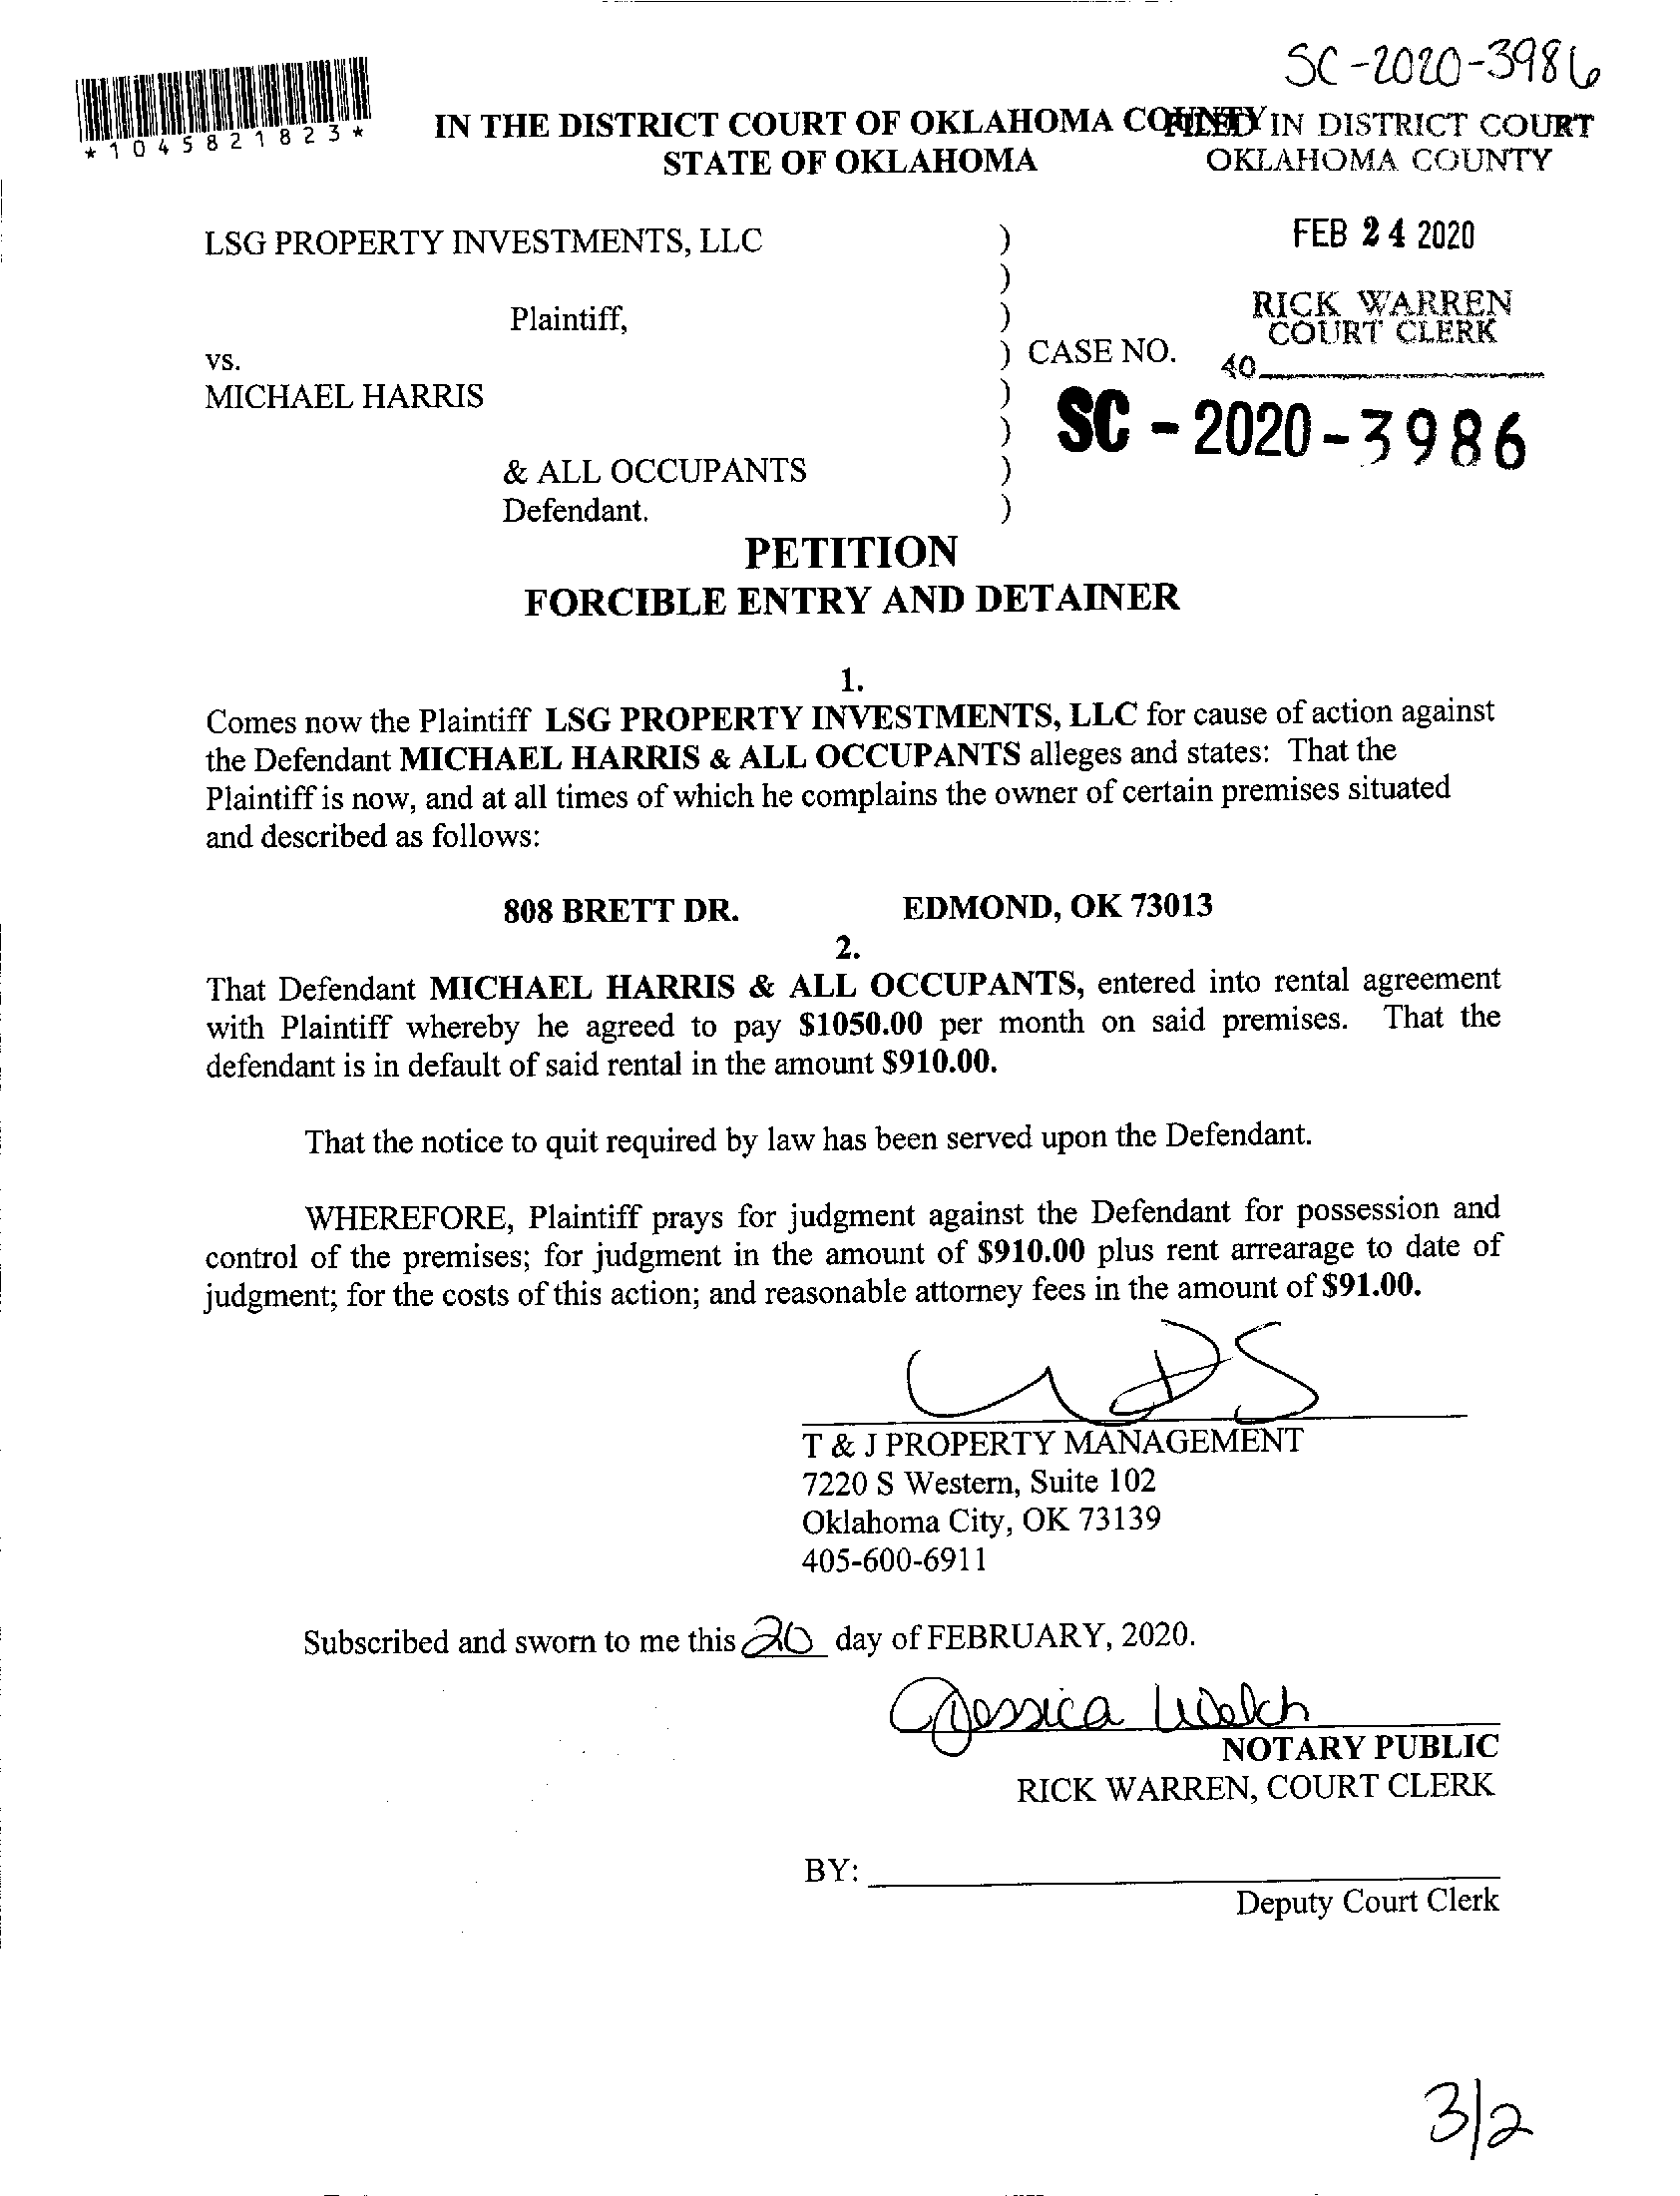 SC-2020-3986
*1045821823*
IN THE DISTRICT COURT OF OKLAHOMA COUNTY
FILED IN DISTRICT COURT
STATE OF OKLAHOMA
OKLAHOMA COUNTY
LSG PROPERTY INVESTMENTS, LLC )
FEB 24 2020
)
Plaintiff, )
RICK WARREN
COURT CLERK
vs. ) CASE NO.
40
MICHAEL HARRIS )
) SC - 2020-3986
& ALL OCCUPANTS )
Defendant. )
PETITION
FORCIBLE ENTRY AND DETAINER
1.
Comes now the Plaintiff LSG PROPERTY INVESTMENTS, LLC for cause of action against
the Defendant MICHAEL HARRIS & ALL OCCUPANTS alleges and states: That the
Plaintiff is now, and at all times of which he complains the owner of certain premises situated
and described as follows:
808 BRETT DR. EDMOND, OK 73013
2.
That Defendant MICHAEL HARRIS & ALL OCCUPANTS, entered into rental agreement
with Plaintiff whereby he agreed to pay $1050.00 per month on said premises. That the
defendant is in default of said rental in the amount $910.00.
That the notice to quit required by law has been served upon the Defendant.
WHEREFORE, Plaintiff prays for judgment against the Defendant for possession and
control of the premises; for judgment in the amount of $910.00 plus rent arrearage to date of
judgment; for the costs of this action; and reasonable attorney fees in the amount of $91.00.
T & J PROPERTY MANAGEMENT
7220 S Western, Suite 102
Oklahoma City, OK 73139
405-600-6911
Subscribed and sworn to me this 20 day of FEBRUARY, 2020.
Jessica Welch
NOTARY PUBLIC
RICK WARREN, COURT CLERK
BY:
Deputy Court Clerk
3/2